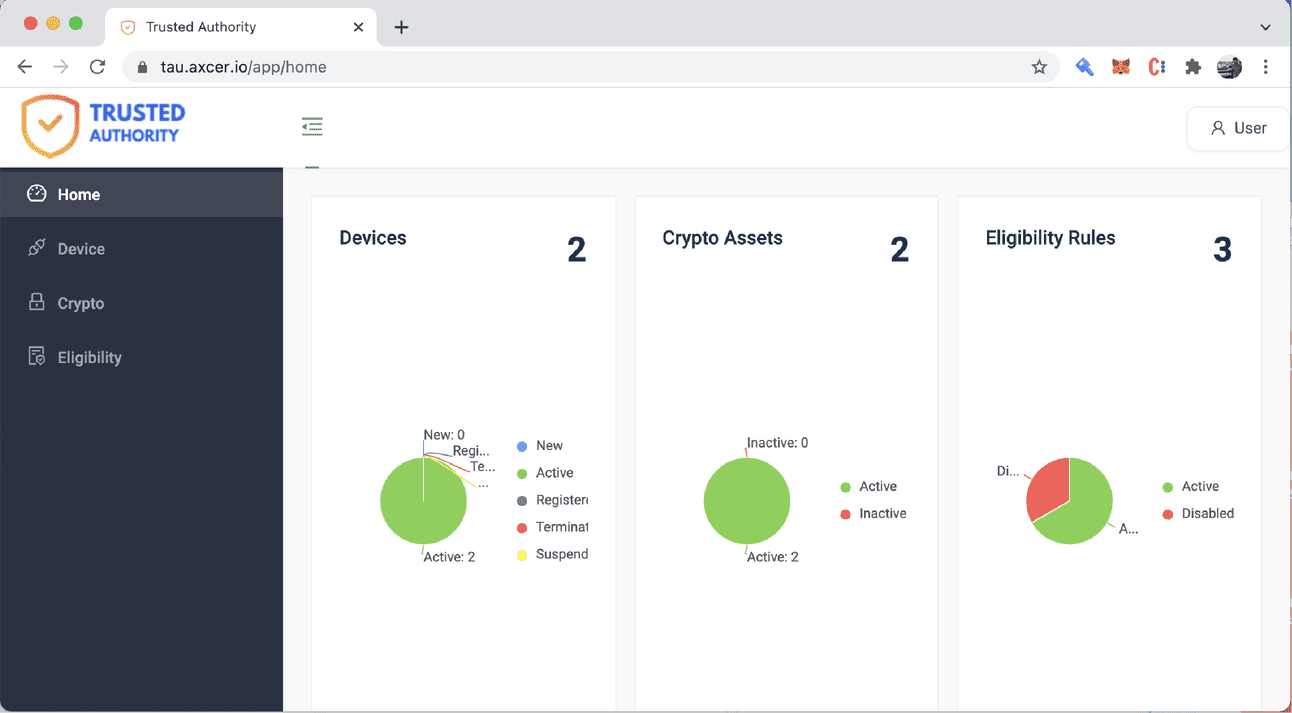 Trusted Authority
tau.axcer.io/app/home
TRUSTED
AUTHORITY
User
Home
Device
Crypto
Eligibility
Devices
2
New: 0
Regi...
Te...
...
Active: 2
New
Active
Registere
Terminat
Suspend
Crypto Assets
2
Inactive: 0
Active: 2
Active
Inactive
Eligibility Rules
3
Di...
A...
Active
Disabled